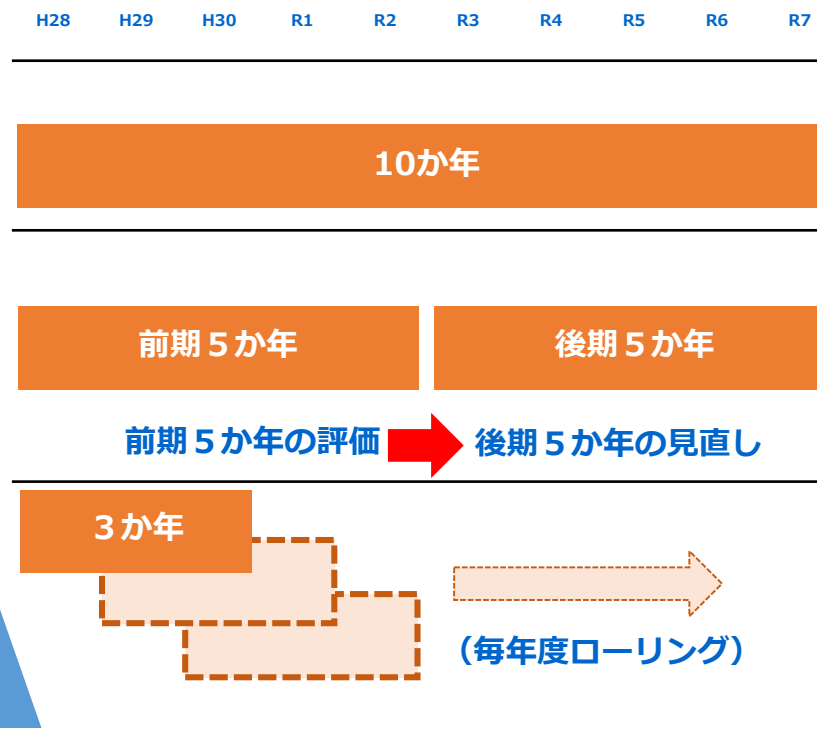 H28 H29 H30 R1 R2 R3 R4 R5 R6 R7
10か年
前期５か年 後期５か年
前期５か年の評価 後期５か年の見直し
３か年
（毎年度ローリング）